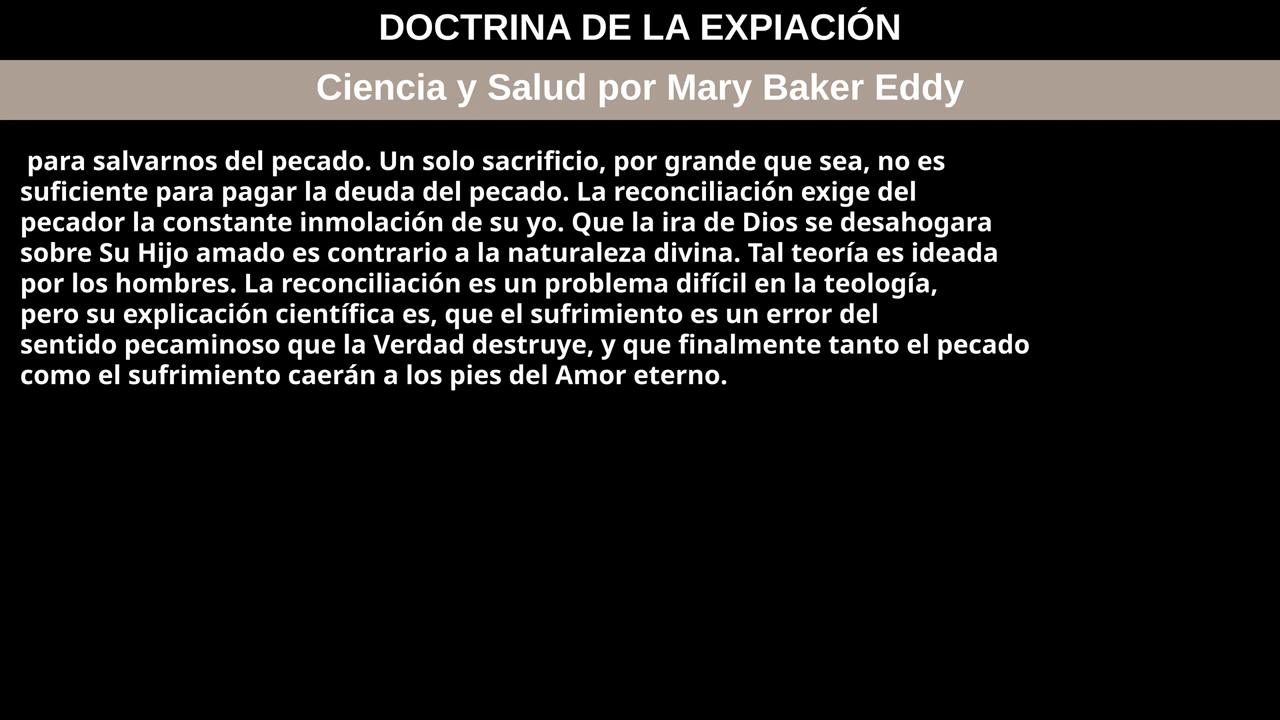 DOCTRINA DE LA EXPIACIÓN
Ciencia y Salud por Mary Baker Eddy
para salvarnos del pecado. Un solo sacrificio, por grande que sea, no es
suficiente para pagar la deuda del pecado. La reconciliación exige del
pecador la constante inmolación de su yo. Que la ira de Dios se desahogara
sobre Su Hijo amado es contrario a la naturaleza divina. Tal teoría es ideada
por los hombres. La reconciliación es un problema difícil en la teología,
pero su explicación científica es, que el sufrimiento es un error del
sentido pecaminoso que la Verdad destruye, y que finalmente tanto el pecado
como el sufrimiento caerán a los pies del Amor eterno.